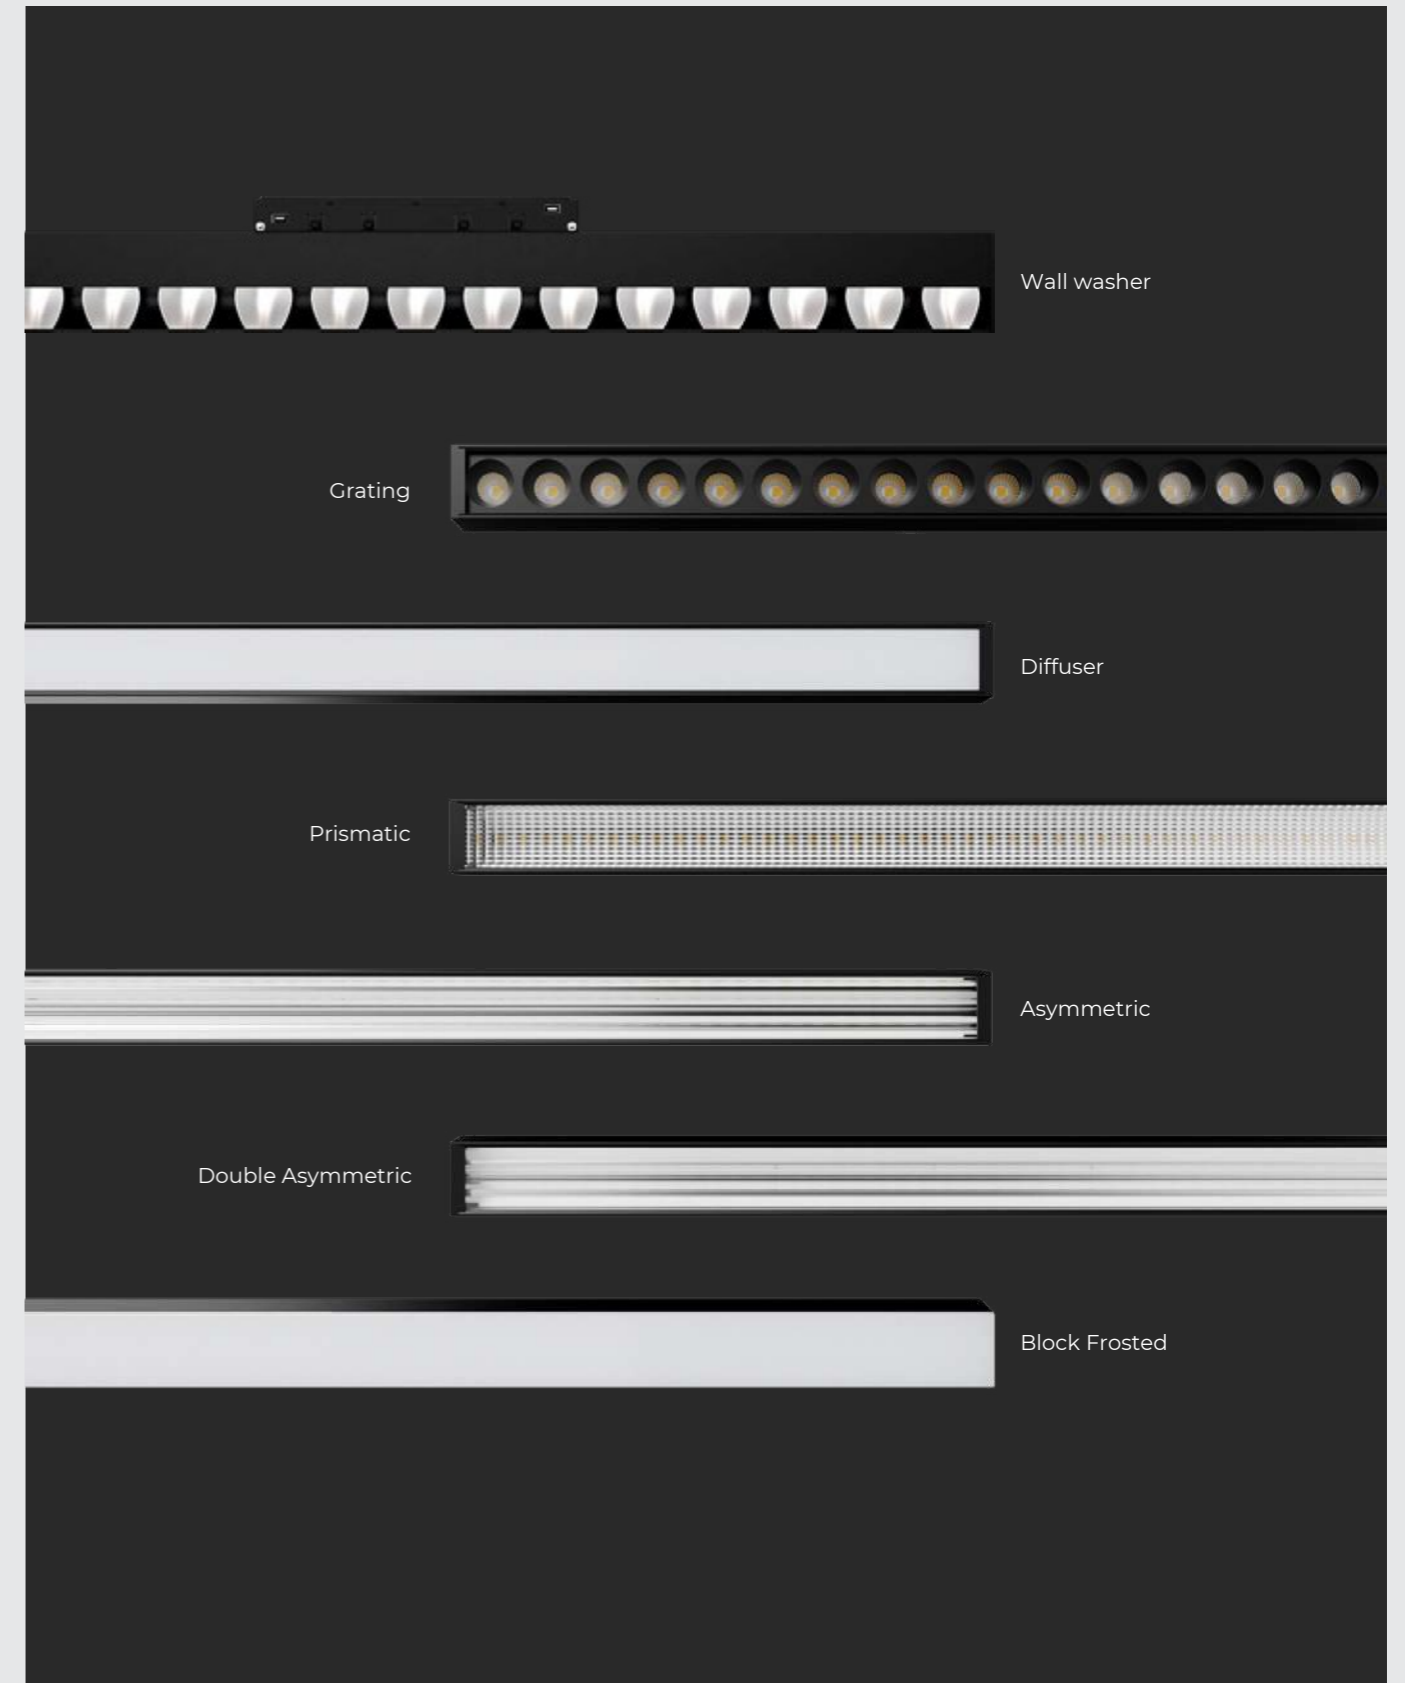 Wall washer
Grating
Diffuser
Prismatic
Asymmetric
Double Asymmetric
Block Frosted